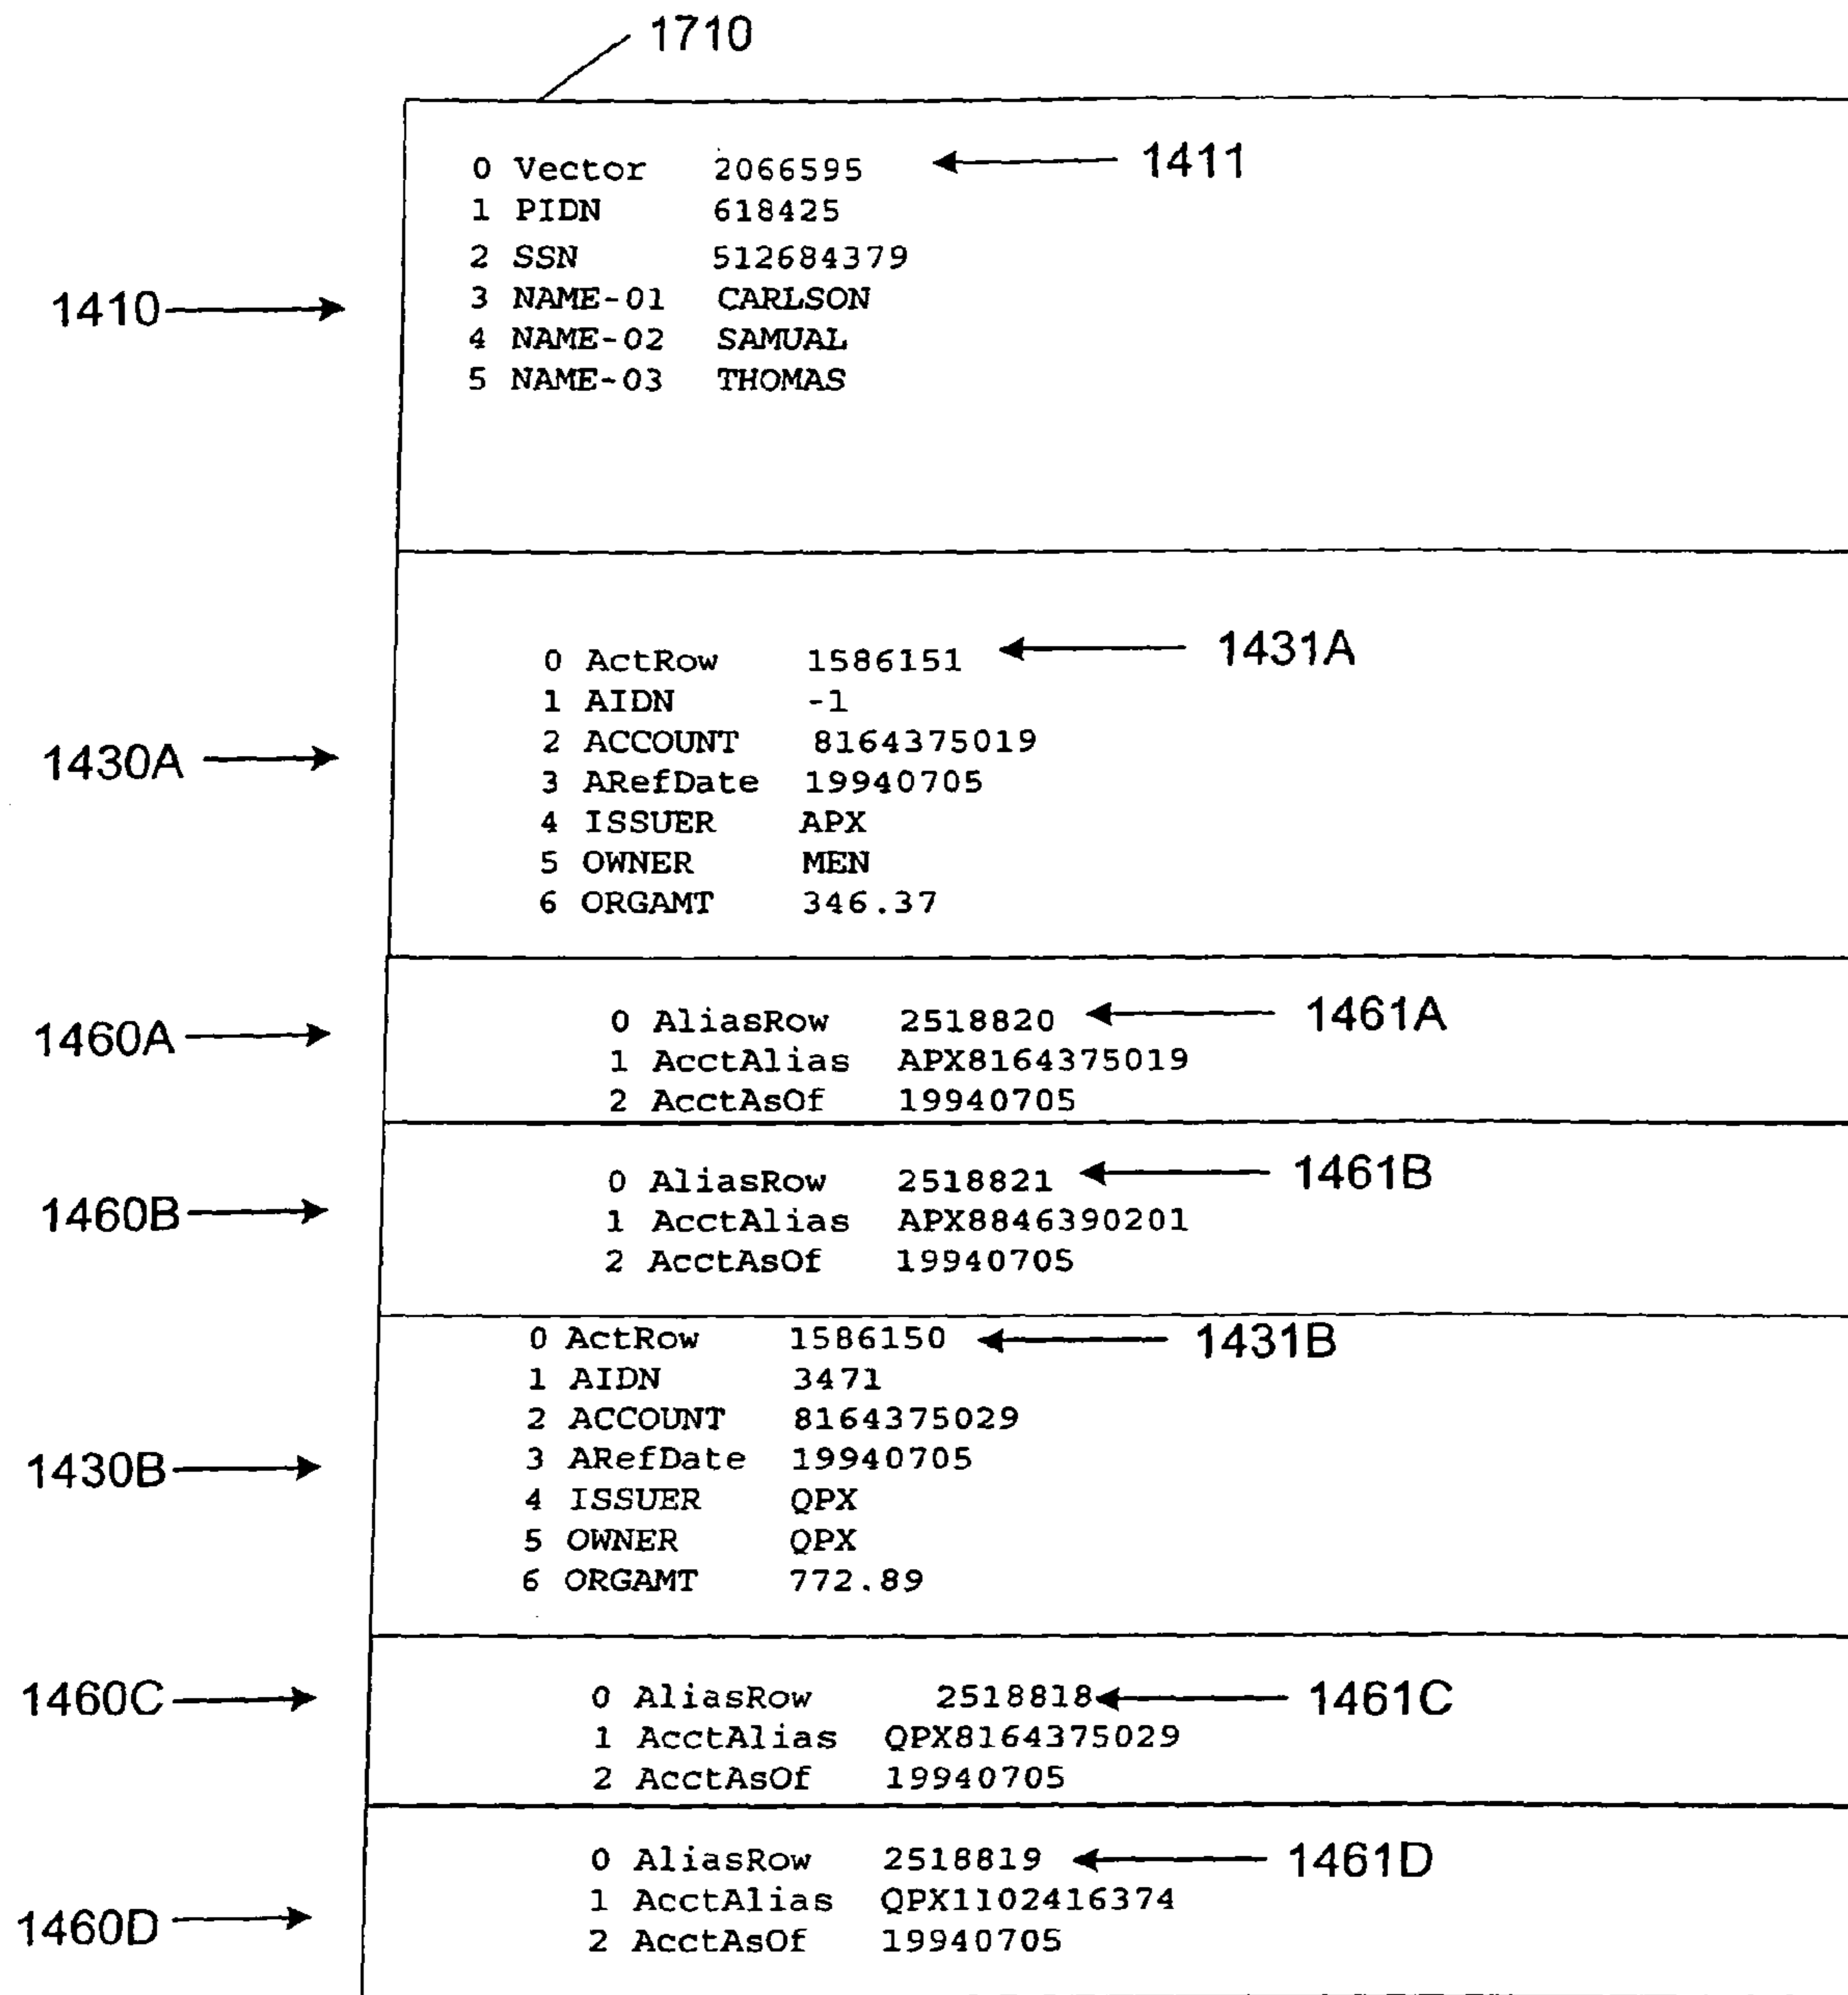 1710
0 Vector 2066595 1411
1 PIDN 618425
2 SSN 512684379
1410 3 NAME-01 CARLSON
4 NAME-02 SAMUAL
5 NAME-03 THOMAS
0 ActRow 1586151 1431A
1 AIDN -1
1430A 2 ACCOUNT 8164375019
3 ARefDate 19940705
4 ISSUER APX
5 OWNER MEN
6 ORGAMT 346.37
0 AliasRow 2518820 1461A
1460A 1 AcctAlias APX8164375019
2 AcctAsOf 19940705
0 AliasRow 2518821 1461B
1460B 1 AcctAlias APX8846390201
2 AcctAsOf 19940705
0 ActRow 1586150 1431B
1 AIDN 3471
2 ACCOUNT 8164375029
1430B 3 ARefDate 19940705
4 ISSUER QPX
5 OWNER QPX
6 ORGAMT 772.89
1460C 0 AliasRow 2518818 1461C
1 AcctAlias QPX8164375029
2 AcctAsOf 19940705
0 AliasRow 2518819 1461D
1 AcctAlias QPX1102416374
1460D 2 AcctAsOf 19940705